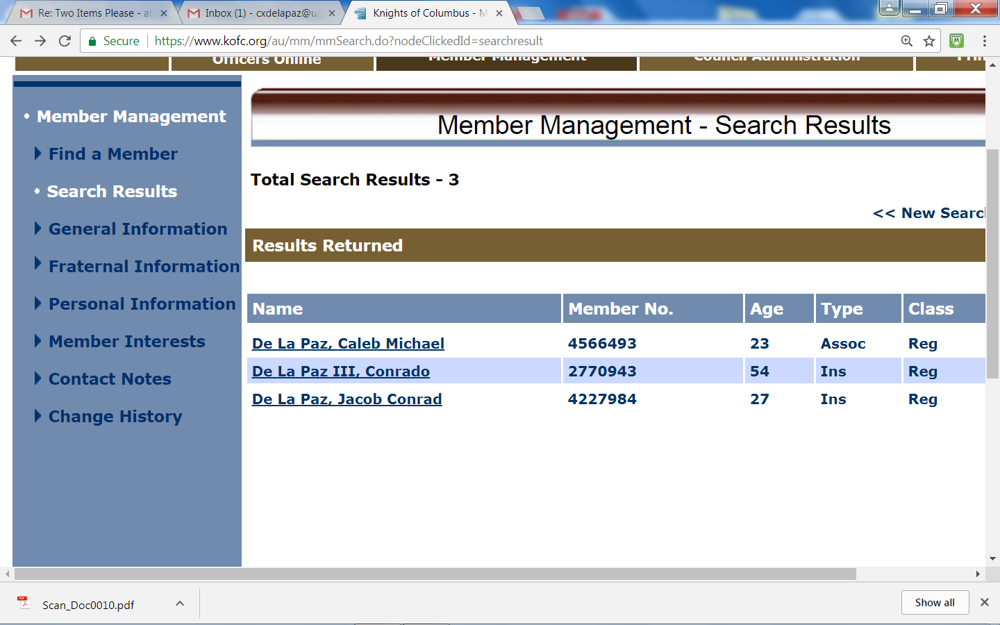 Re: Two Items Please - a
Inbox (1) - cxdelapaz@u
Knights of Columbus - M
Secure
https://www.kofc.org/au/mm/mmSearch.do?nodeClickedId=searchresult
Officers Online
Member Management
Council Administration
• Member Management
Find a Member
• Search Results
General Information
Fraternal Information
Personal Information
Member Interests
Contact Notes
Change History
Member Management - Search Results
Total Search Results - 3
<< New Search
Results Returned
Name Member No. Age Type Class
De La Paz, Caleb Michael 4566493 23 Assoc Reg
De La Paz III, Conrado 2770943 54 Ins Reg
De La Paz, Jacob Conrad 4227984 27 Ins Reg
Scan_Doc0010.pdf
Show all